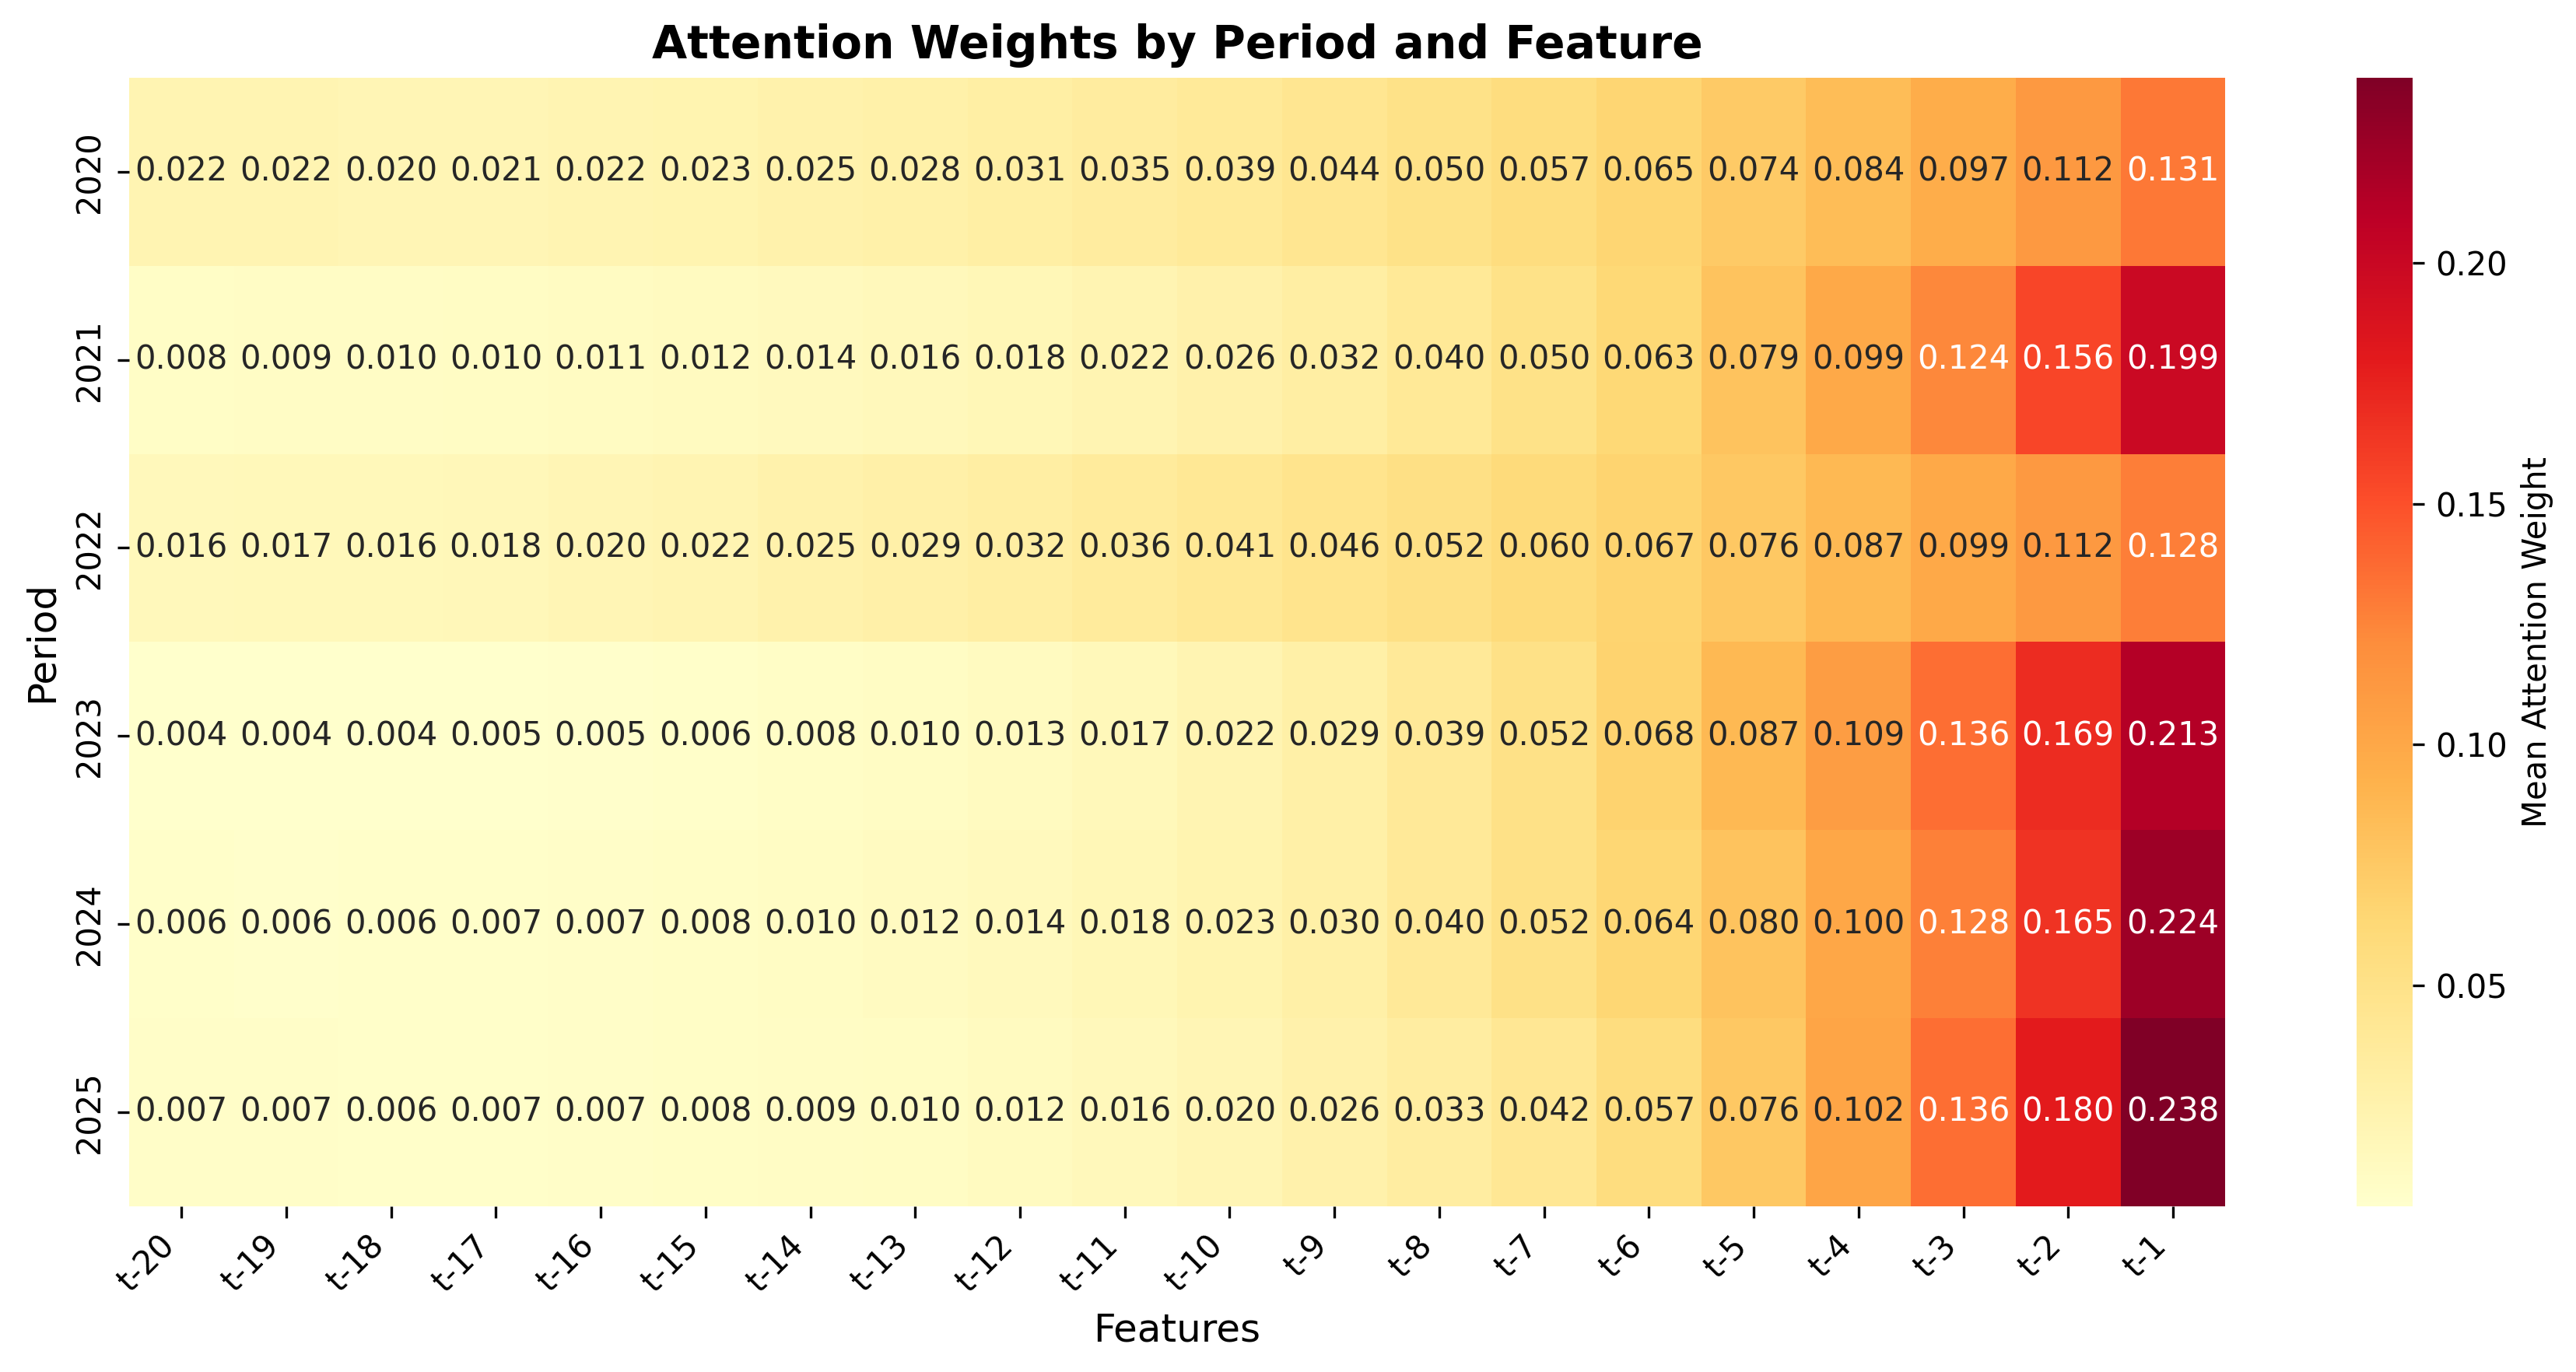 Attention Weights by Period and Feature
Period
2020 0.022 0.022 0.020 0.021 0.022 0.023 0.025 0.028 0.031 0.035 0.039 0.044 0.050 0.057 0.065 0.074 0.084 0.097 0.112 0.131
2021 0.008 0.009 0.010 0.010 0.011 0.012 0.014 0.016 0.018 0.022 0.026 0.032 0.040 0.050 0.063 0.079 0.099 0.124 0.156 0.199
2022 0.016 0.017 0.016 0.018 0.020 0.022 0.025 0.029 0.032 0.036 0.041 0.046 0.052 0.060 0.067 0.076 0.087 0.099 0.112 0.128
2023 0.004 0.004 0.004 0.005 0.005 0.006 0.008 0.010 0.013 0.017 0.022 0.029 0.039 0.052 0.068 0.087 0.109 0.136 0.169 0.213
2024 0.006 0.006 0.006 0.007 0.007 0.008 0.010 0.012 0.014 0.018 0.023 0.030 0.040 0.052 0.064 0.080 0.100 0.128 0.165 0.224
2025 0.007 0.007 0.006 0.007 0.007 0.008 0.009 0.010 0.012 0.016 0.020 0.026 0.033 0.042 0.057 0.076 0.102 0.136 0.180 0.238
t-20 t-19 t-18 t-17 t-16 t-15 t-14 t-13 t-12 t-11 t-10 t-9 t-8 t-7 t-6 t-5 t-4 t-3 t-2 t-1
Features
0.20
0.15
0.10
0.05
Mean Attention Weight